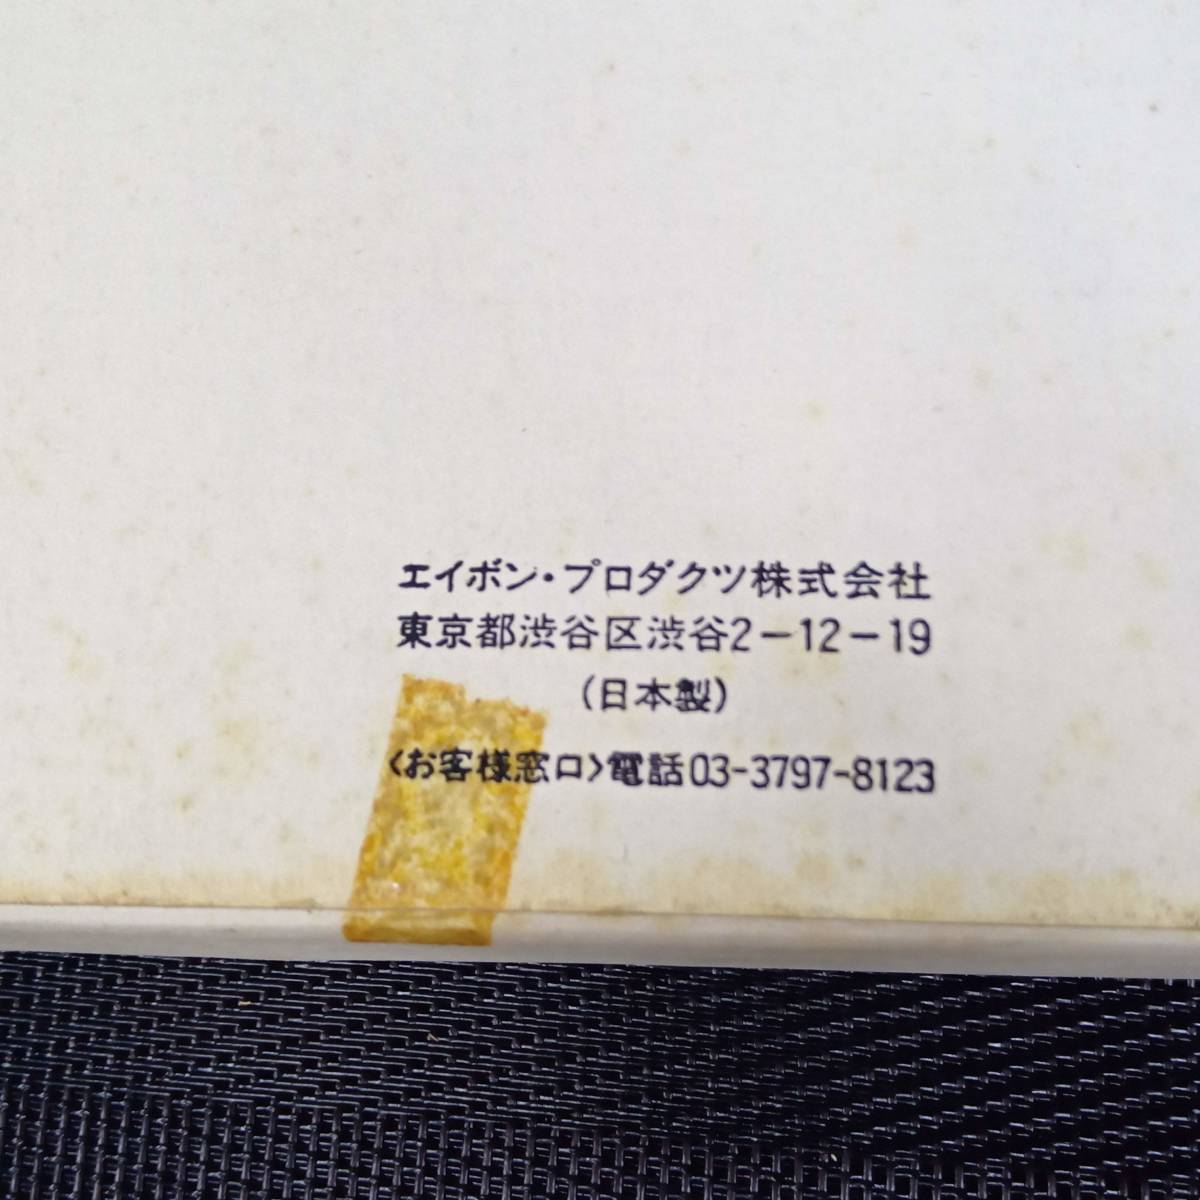 エイボン・プロダクツ株式会社
東京都渋谷区渋谷2-12-19
(日本製)
〈お客様窓口〉電話03-3797-8123